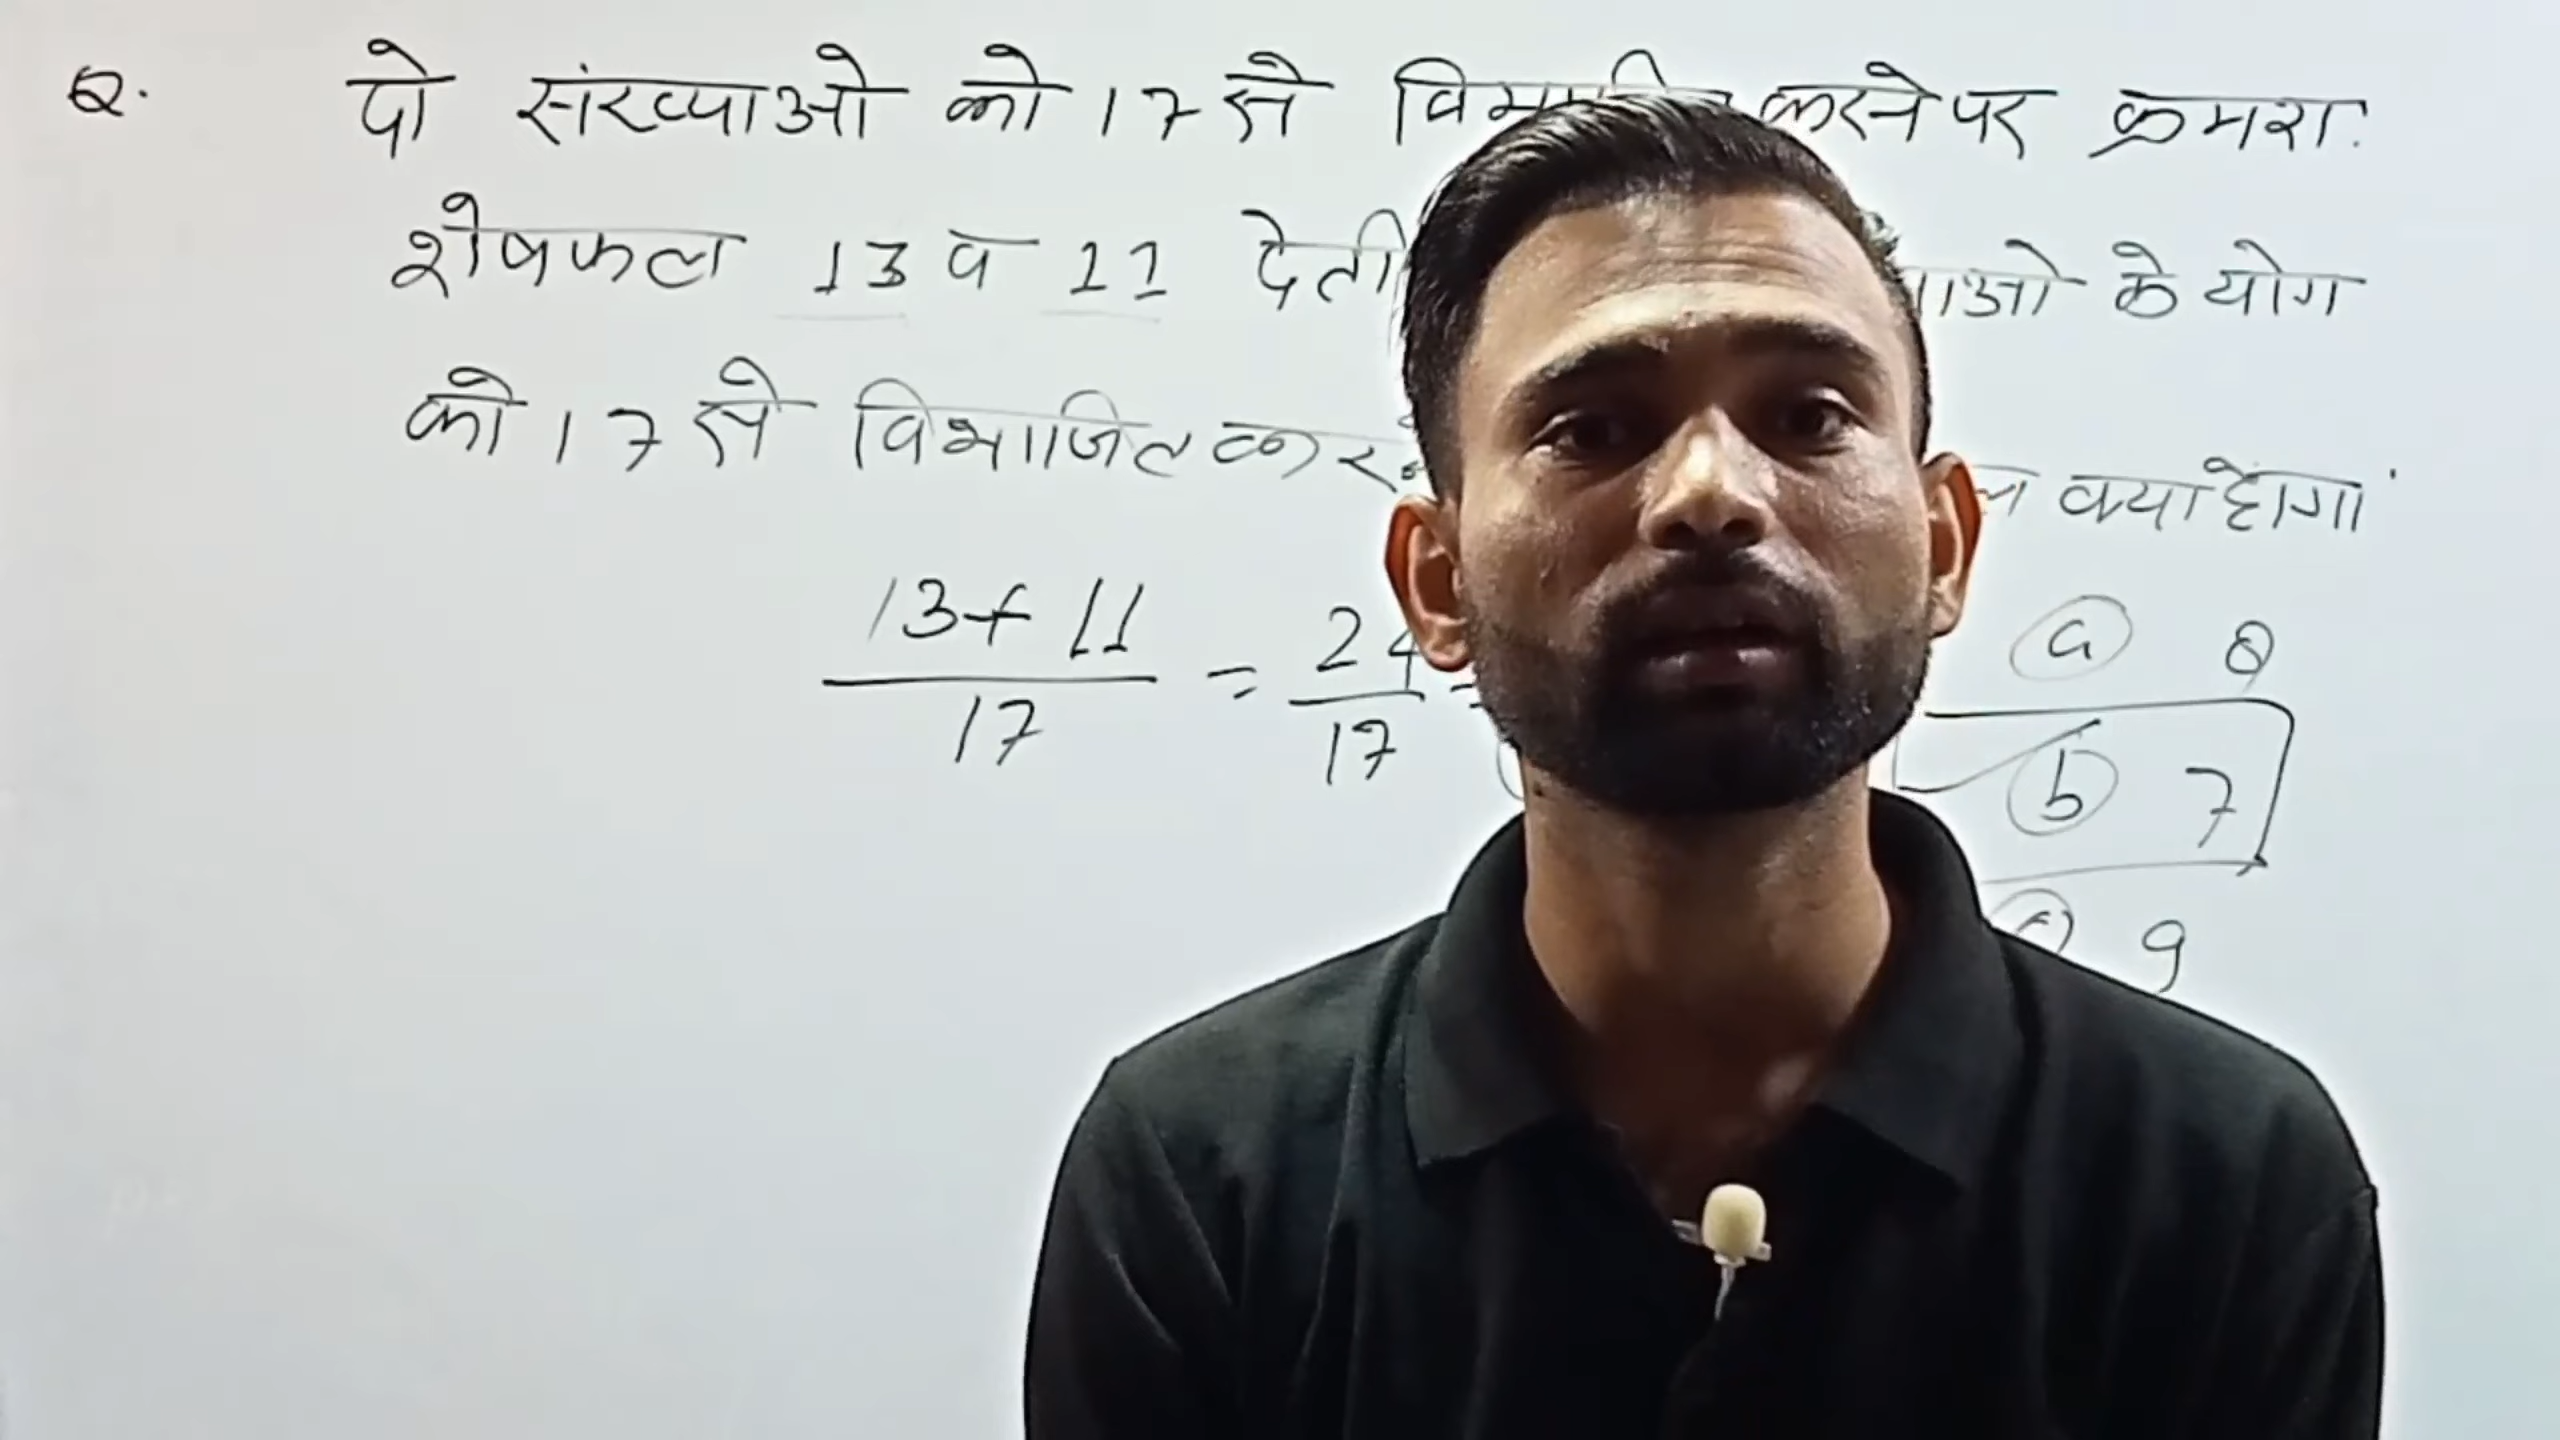 Q. दो संख्याओ को 17 से करने पर क्रमश:
शेषफल 13 व 11 देती के योग
को 17 से विभाजित क्या होगा
13+11/17 = 24/17 =
(a) 8
(b) 7
9